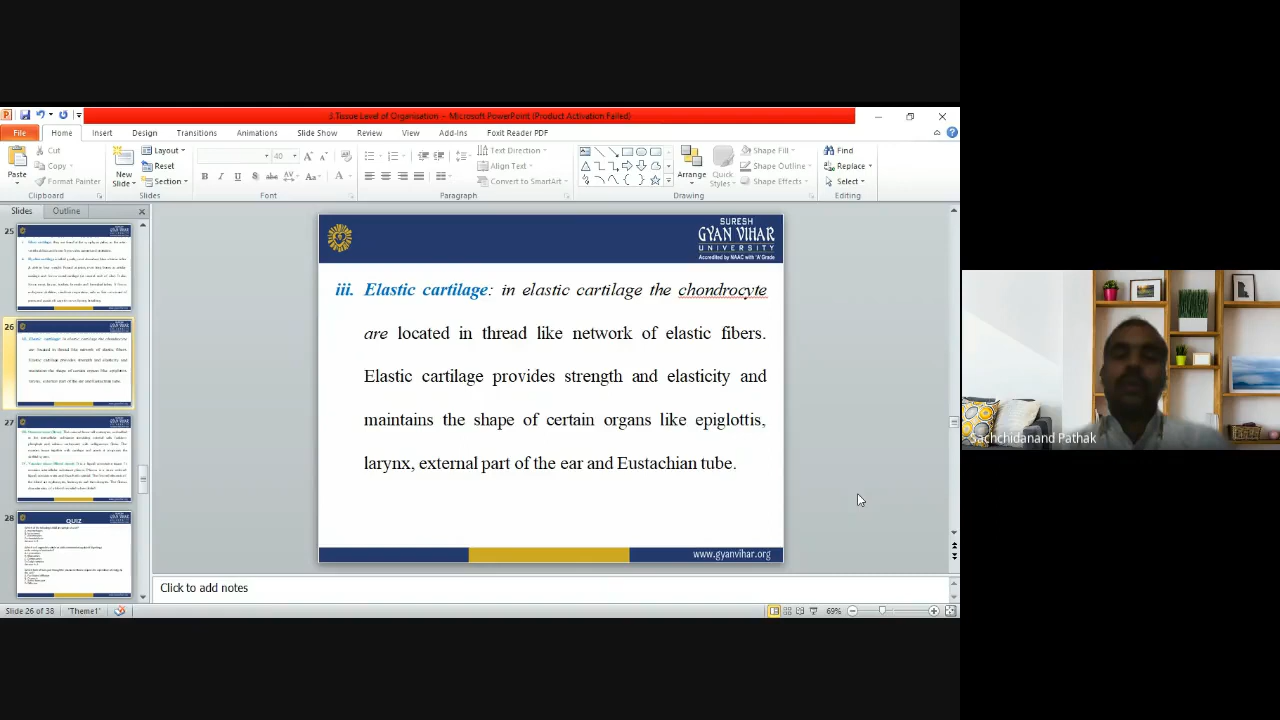 3.Tissue Level of Organisation - Microsoft PowerPoint (Product Activation Failed)
File Home Insert Design Transitions Animations Slide Show Review View Add-Ins Foxit Reader PDF
Paste
Cut
Copy
Format Painter
Clipboard
New Slide
Layout
Reset
Section
Slides
40
Font
Paragraph
Text Direction
Align Text
Convert to SmartArt
Arrange
Quick Styles
Shape Fill
Shape Outline
Shape Effects
Drawing
Find
Replace
Select
Editing
Slides Outline
25
26
27
28
QUIZ
SURESH
GYAN VIHAR
UNIVERSITY
Accredited by NAAC with 'A' Grade
iii. Elastic cartilage: in elastic cartilage the chondrocyte
are located in thread like network of elastic fibers.
Elastic cartilage provides strength and elasticity and
maintains the shape of certain organs like epiglottis,
larynx, external part of the ear and Eustachian tube.
www.gyanvihar.org
Click to add notes
Slide 26 of 38 'Theme1' 69%
Sachchidanand Pathak